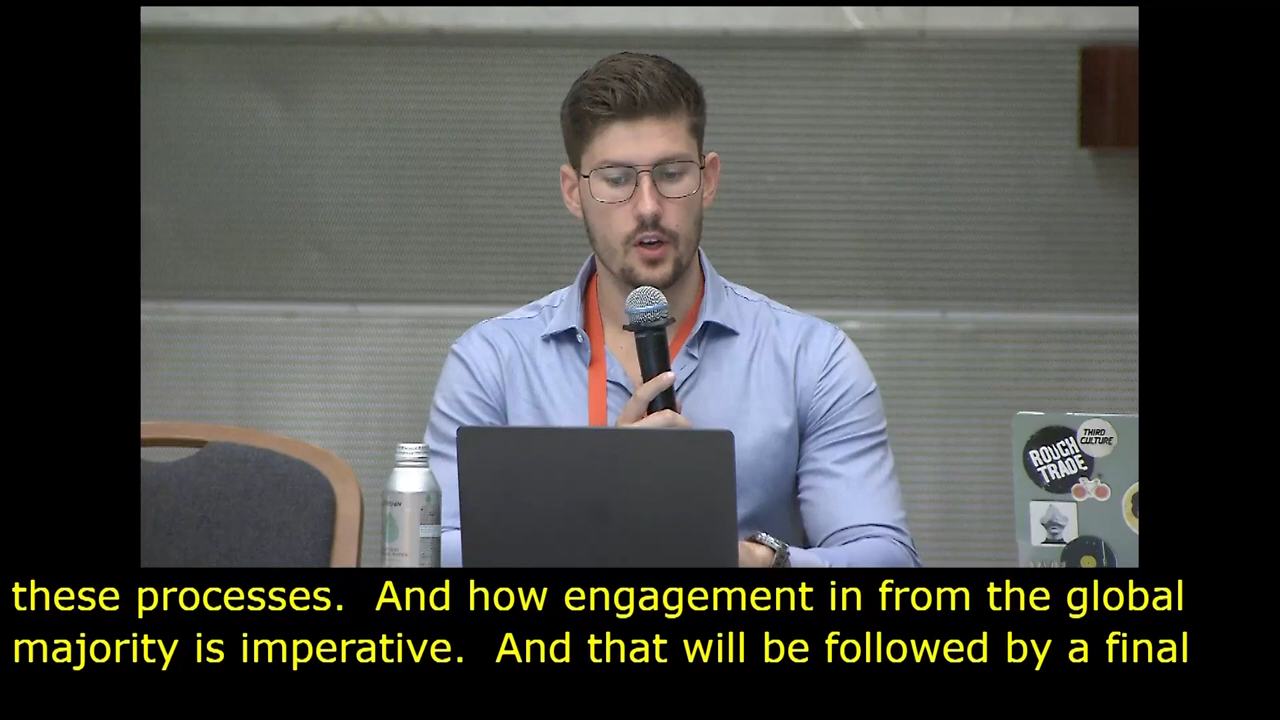 THIRD
CULTURE
ROUGH
TRADE
these processes.  And how engagement in from the global
majority is imperative.  And that will be followed by a final